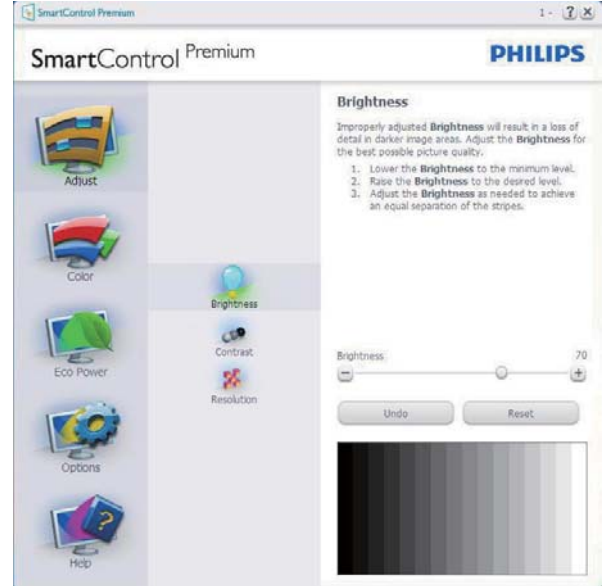 SmartControl Premium
1 - ? X
SmartControl Premium
PHILIPS
Adjust
Color
Eco Power
Options
Help
Brightness
Contrast
Resolution
Brightness
Improperly adjusted Brightness will result in a loss of
detail in darker image areas. Adjust the Brightness for
the best possible picture quality.
1. Lower the Brightness to the minimum level.
2. Raise the Brightness to the desired level.
3. Adjust the Brightness as needed to achieve
an equal separation of the stripes.
Brightness 70
Undo Reset